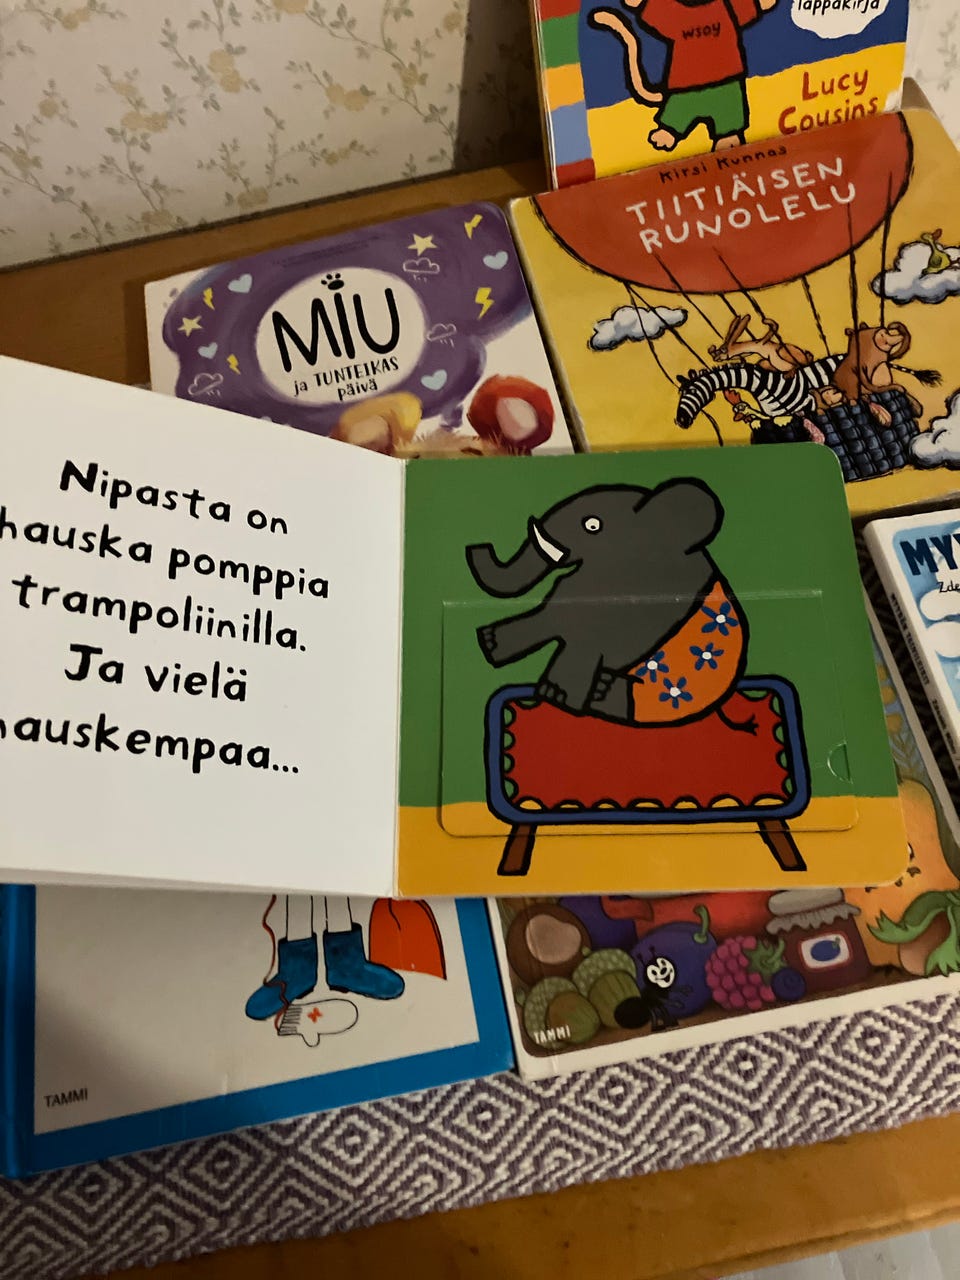 wsoy
läppäkirja
Lucy
Cousins
Kirsi Kunnas
TIITIÄISEN
RUNOLELU
MIU
ja TUNTEIKAS
päivä
Nipasta on
hauska pomppia
trampoliinilla.
Ja vielä
hauskempaa...
TAMMI
TAMMI